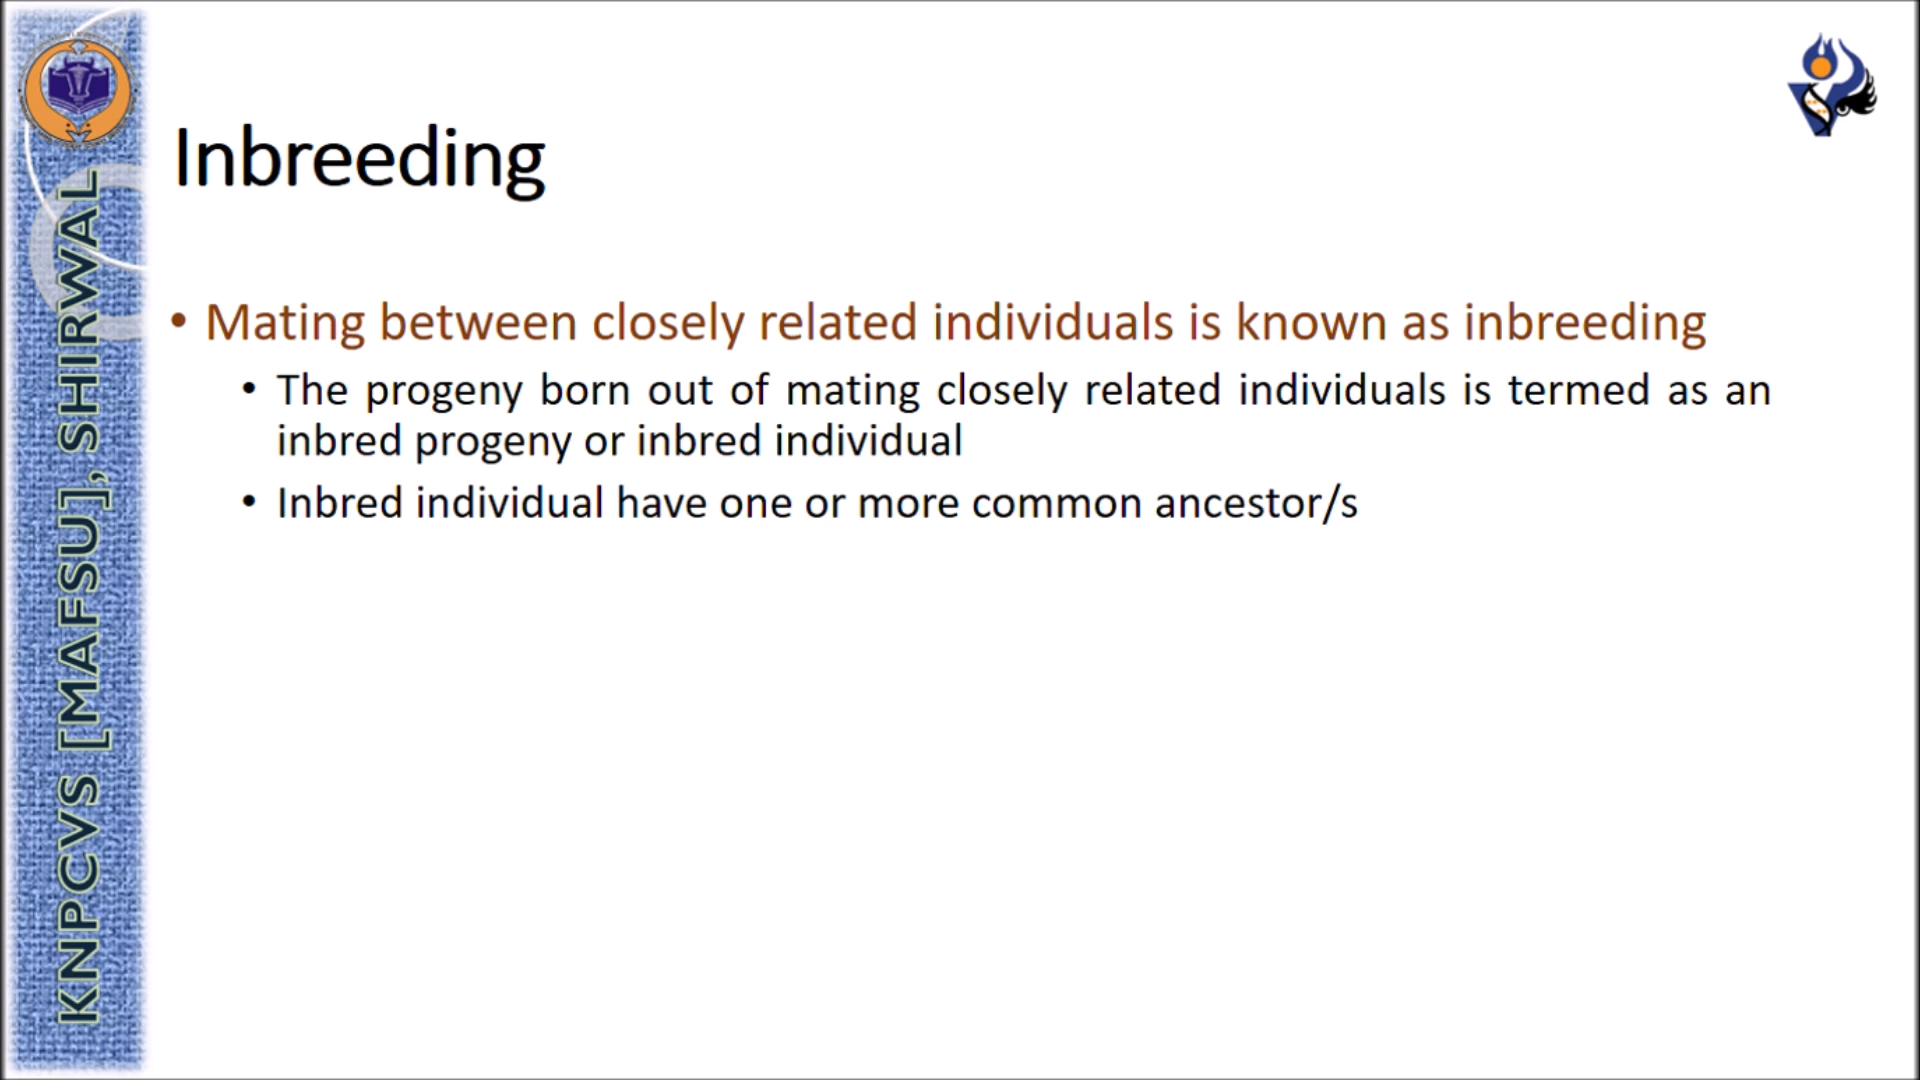 KNPCVS [MAFSU], SHIRWAL
Inbreeding
• Mating between closely related individuals is known as inbreeding
• The progeny born out of mating closely related individuals is termed as an
inbred progeny or inbred individual
• Inbred individual have one or more common ancestor/s